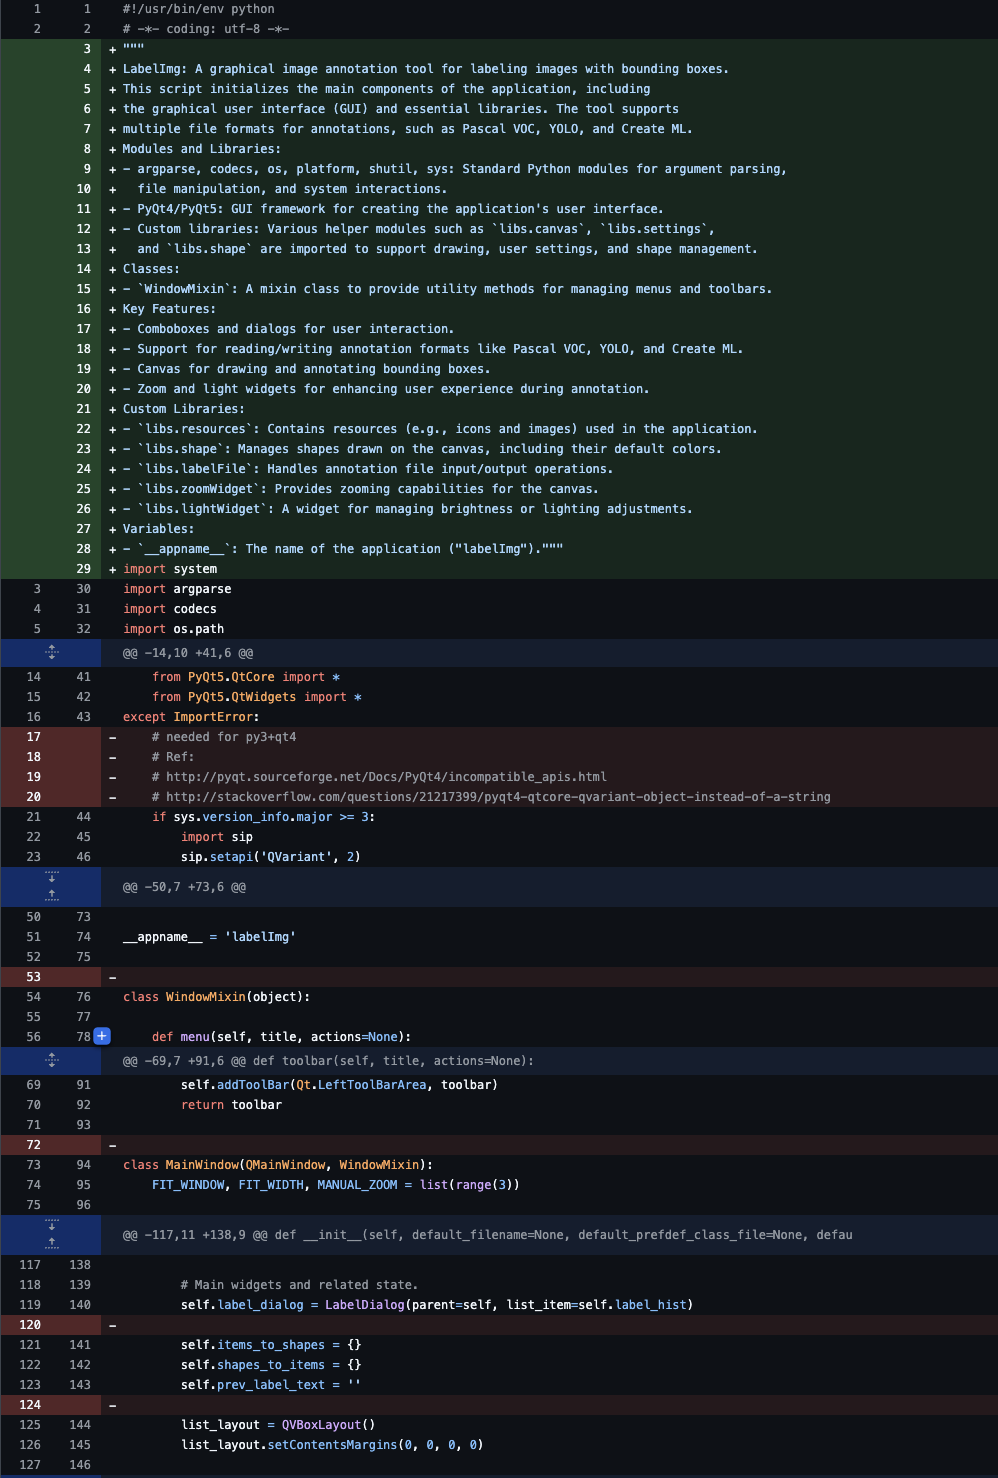 1 1 #!/usr/bin/env python
2 2 # -*- coding: utf-8 -*-
3 + """
4 + LabelImg: A graphical image annotation tool for labeling images with bounding boxes.
5 + This script initializes the main components of the application, including
6 + the graphical user interface (GUI) and essential libraries. The tool supports
7 + multiple file formats for annotations, such as Pascal VOC, YOLO, and Create ML.
8 + Modules and Libraries:
9 + - argparse, codecs, os, platform, shutil, sys: Standard Python modules for argument parsing,
10 +   file manipulation, and system interactions.
11 + - PyQt4/PyQt5: GUI framework for creating the application's user interface.
12 + - Custom libraries: Various helper modules such as `libs.canvas`, `libs.settings`,
13 +   and `libs.shape` are imported to support drawing, user settings, and shape management.
14 + Classes:
15 + - `WindowMixin`: A mixin class to provide utility methods for managing menus and toolbars.
16 + Key Features:
17 + - Comboboxes and dialogs for user interaction.
18 + - Support for reading/writing annotation formats like Pascal VOC, YOLO, and Create ML.
19 + - Canvas for drawing and annotating bounding boxes.
20 + - Zoom and light widgets for enhancing user experience during annotation.
21 + Custom Libraries:
22 + - `libs.resources`: Contains resources (e.g., icons and images) used in the application.
23 + - `libs.shape`: Manages shapes drawn on the canvas, including their default colors.
24 + - `libs.labelFile`: Handles annotation file input/output operations.
25 + - `libs.zoomWidget`: Provides zooming capabilities for the canvas.
26 + - `libs.lightWidget`: A widget for managing brightness or lighting adjustments.
27 + Variables:
28 + - `__appname__`: The name of the application ("labelImg")."""
29 + import system
3 30 import argparse
4 31 import codecs
5 32 import os.path
@@ -14,10 +41,6 @@
14 41     from PyQt5.QtCore import *
15 42     from PyQt5.QtWidgets import *
16 43 except ImportError:
17 -     # needed for py3+qt4
18 -     # Ref:
19 -     # http://pyqt.sourceforge.net/Docs/PyQt4/incompatible_apis.html
20 -     # http://stackoverflow.com/questions/21217399/pyqt4-qtcore-qvariant-object-instead-of-a-string
21 44     if sys.version_info.major >= 3:
22 45         import sip
23 46         sip.setapi('QVariant', 2)
@@ -50,7 +73,6 @@
50 73
51 74 __appname__ = 'labelImg'
52 75
53 -
54 76 class WindowMixin(object):
55 77
56 78 +     def menu(self, title, actions=None):
@@ -69,7 +91,6 @@ def toolbar(self, title, actions=None):
69 91         self.addToolBar(Qt.LeftToolBarArea, toolbar)
70 92         return toolbar
71 93
72 -
73 94 class MainWindow(QMainWindow, WindowMixin):
74 95     FIT_WINDOW, FIT_WIDTH, MANUAL_ZOOM = list(range(3))
75 96
@@ -117,11 +138,9 @@ def __init__(self, default_filename=None, default_prefdef_class_file=None, defau
117 138
118 139         # Main widgets and related state.
119 140         self.label_dialog = LabelDialog(parent=self, list_item=self.label_hist)
120 -
121 141         self.items_to_shapes = {}
122 142         self.shapes_to_items = {}
123 143         self.prev_label_text = ''
124 -
125 144         list_layout = QVBoxLayout()
126 145         list_layout.setContentsMargins(0, 0, 0, 0)
127 146